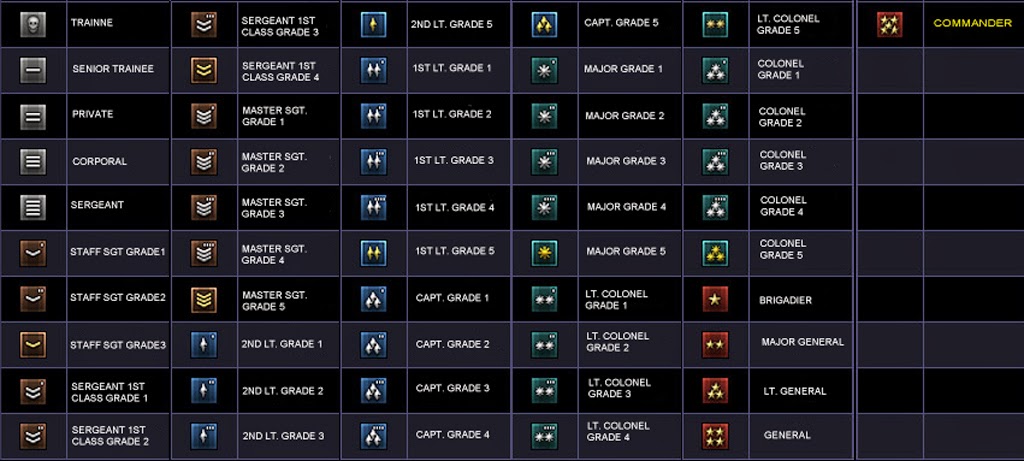 TRAINNE
SENIOR TRAINEE
PRIVATE
CORPORAL
SERGEANT
STAFF SGT GRADE1
STAFF SGT GRADE2
STAFF SGT GRADE3
SERGEANT 1ST
CLASS GRADE 1
SERGEANT 1ST
CLASS GRADE 2
SERGEANT 1ST
CLASS GRADE 3
SERGEANT 1ST
CLASS GRADE 4
MASTER SGT.
GRADE 1
MASTER SGT.
GRADE 2
MASTER SGT.
GRADE 3
MASTER SGT.
GRADE 4
MASTER SGT.
GRADE 5
2ND LT. GRADE 1
2ND LT. GRADE 2
2ND LT. GRADE 3
2ND LT. GRADE 5
1ST LT. GRADE 1
1ST LT. GRADE 2
1ST LT. GRADE 3
1ST LT. GRADE 4
1ST LT. GRADE 5
CAPT. GRADE 1
CAPT. GRADE 2
CAPT. GRADE 3
CAPT. GRADE 4
CAPT. GRADE 5
MAJOR GRADE 1
MAJOR GRADE 2
MAJOR GRADE 3
MAJOR GRADE 4
MAJOR GRADE 5
LT. COLONEL
GRADE 1
LT. COLONEL
GRADE 2
LT. COLONEL
GRADE 3
LT. COLONEL
GRADE 4
LT. COLONEL
GRADE 5
COLONEL
GRADE 1
COLONEL
GRADE 2
COLONEL
GRADE 3
COLONEL
GRADE 4
COLONEL
GRADE 5
BRIGADIER
MAJOR GENERAL
LT. GENERAL
GENERAL
COMMANDER